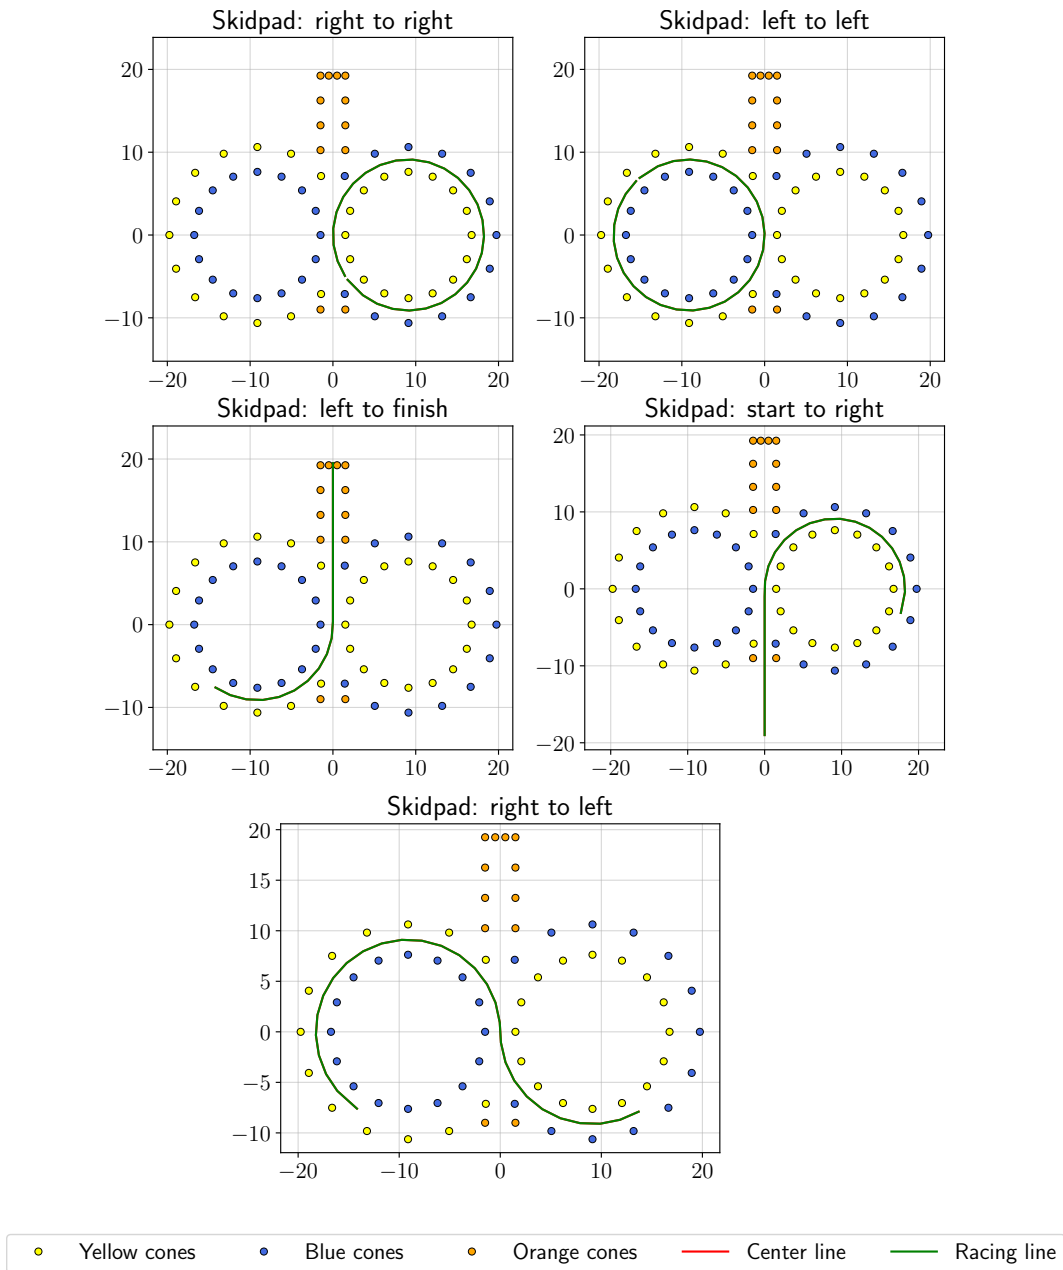 Skidpad: right to right
20
10
0
−10
−20 −10 0 10 20
Skidpad: left to left
20
10
0
−10
−20 −10 0 10 20
Skidpad: left to finish
20
10
0
−10
−20 −10 0 10 20
Skidpad: start to right
20
10
0
−10
−20
−20 −10 0 10 20
Skidpad: right to left
20
15
10
5
0
−5
−10
−20 −10 0 10 20
Yellow cones Blue cones Orange cones Center line Racing line